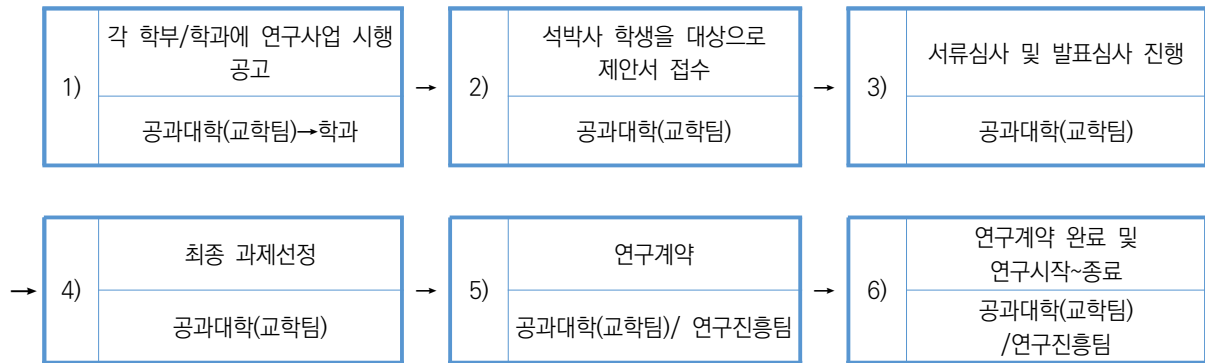 1)
각 학부/학과에 연구사업 시행
공고
공과대학(교학팀)→학과
→
2)
석박사 학생을 대상으로
제안서 접수
공과대학(교학팀)
→
3)
서류심사 및 발표심사 진행
공과대학(교학팀)
→
4)
최종 과제선정
공과대학(교학팀)
→
5)
연구계약
공과대학(교학팀)/ 연구진흥팀
→
6)
연구계약 완료 및
연구시작~종료
공과대학(교학팀)
/연구진흥팀